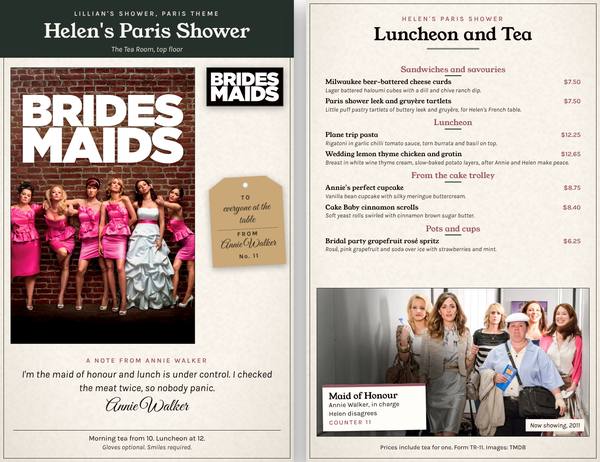 LILLIAN'S SHOWER, PARIS THEME
Helen's Paris Shower
The Tea Room, top floor
BRIDES
MAIDS
BRIDES
MAIDS
TO
everyone at the
table
FROM
Annie Walker
No. 11
A NOTE FROM ANNIE WALKER
I'm the maid of honour and lunch is under control. I checked
the meat twice, so nobody panic.
Annie Walker
Morning tea from 10. Luncheon at 12.
Gloves optional. Smiles required.
HELEN'S PARIS SHOWER
Luncheon and Tea
Sandwiches and savouries
Milwaukee beer-battered cheese curds $7.50
Lager battered haloumi cubes with a dill and chive ranch dip.
Paris shower leek and gruyère tartlets $7.50
Little puff pastry tartlets of buttery leek and gruyère, for Helen's French table.
Luncheon
Plane trip pasta $12.25
Rigatoni in garlic chilli tomato sauce, torn burrata and basil on top.
Wedding lemon thyme chicken and gratin $12.65
Breast in white wine thyme cream, slow-baked potato layers, after Annie and Helen make peace.
From the cake trolley
Annie's perfect cupcake $8.75
Vanilla bean cupcake with silky meringue buttercream.
Cake Baby cinnamon scrolls $8.40
Soft yeast rolls swirled with cinnamon brown sugar butter.
Pots and cups
Bridal party grapefruit rosé spritz $6.25
Rosé, pink grapefruit and soda over ice with strawberries and mint.
Maid of Honour
Annie Walker, in charge
Helen disagrees
COUNTER 11
Now showing, 2011
Prices include tea for one. Form TR-11. Images: TMDB